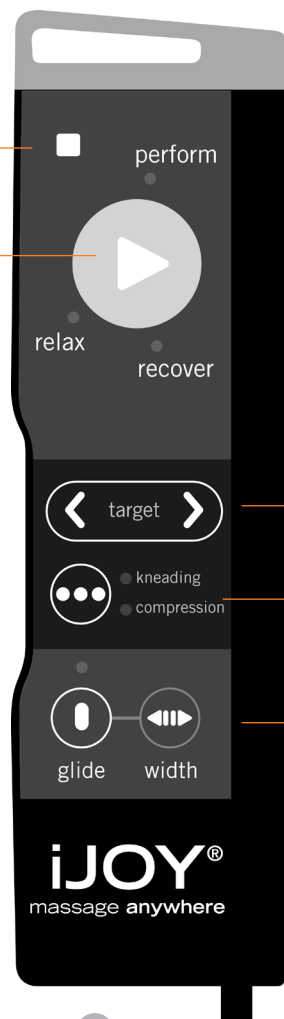 perform
relax
recover
target
kneading
compression
glide width
iJOY®
massage anywhere